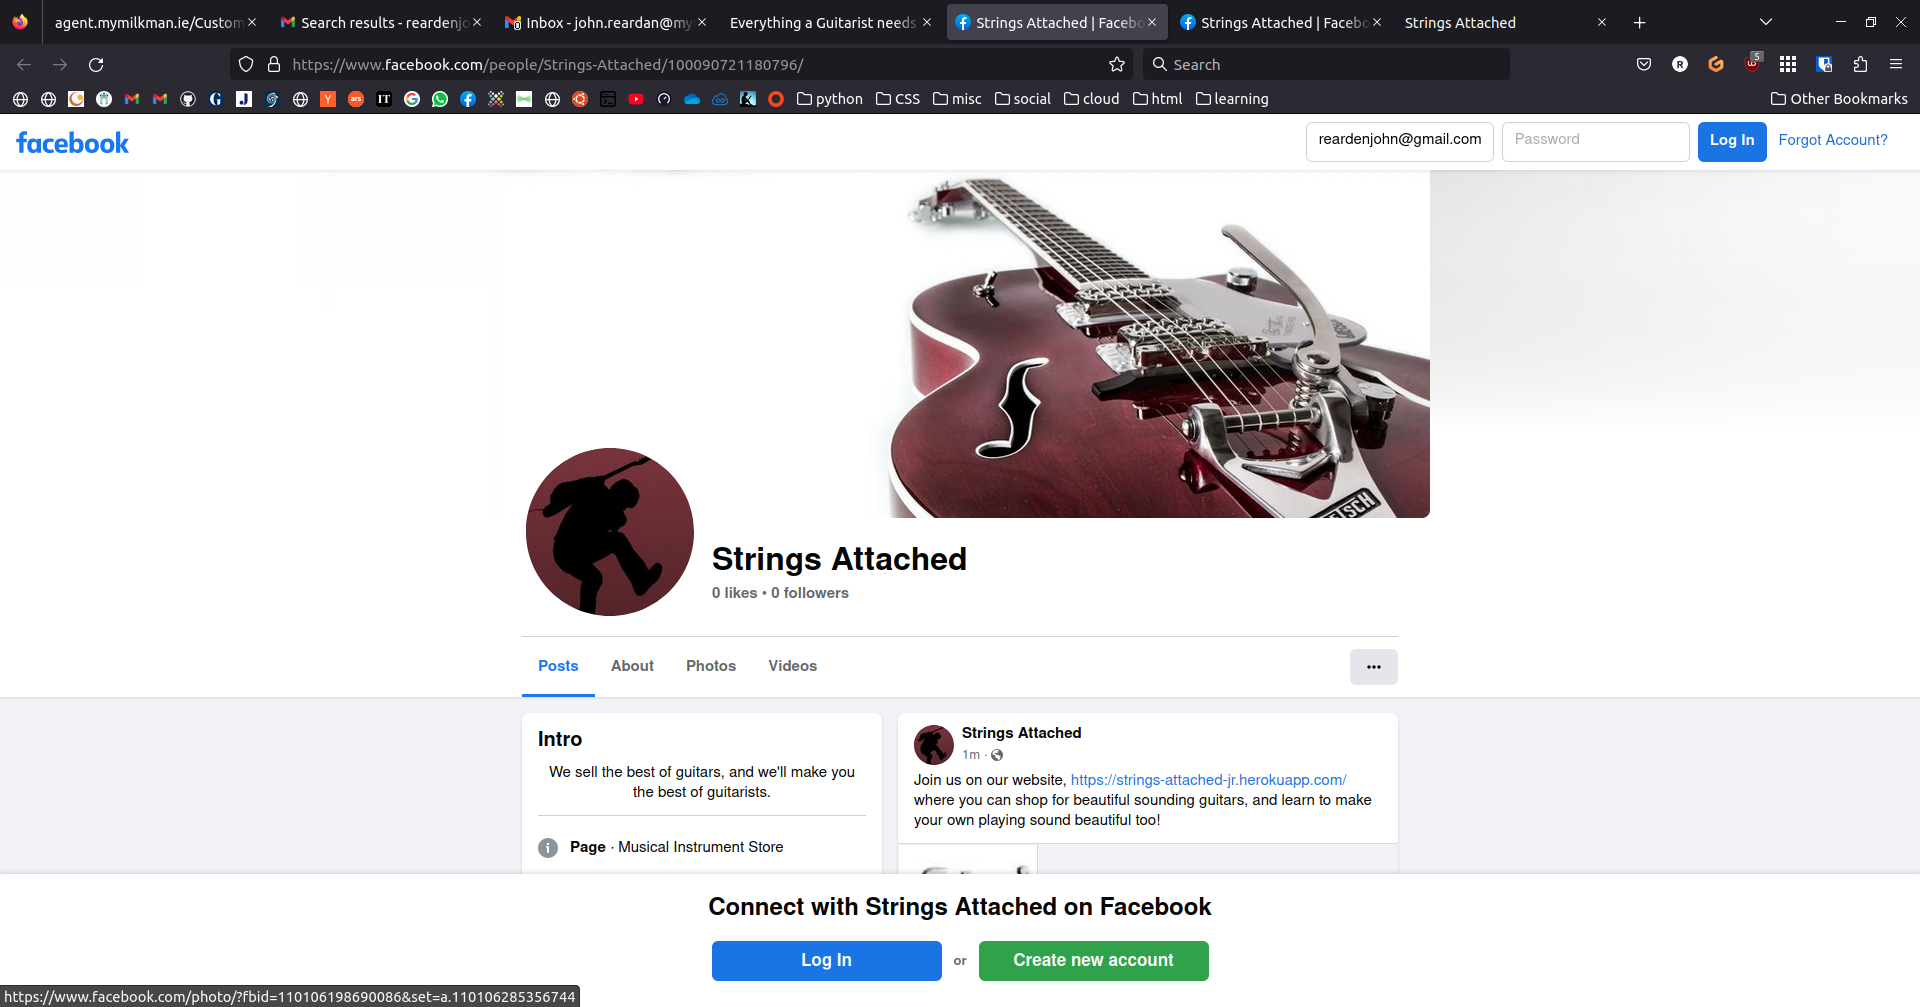 agent.mymilkman.ie/Custom
Search results - reardenjo
Inbox - john.reardan@my
Everything a Guitarist needs
Strings Attached | Facebo
Strings Attached | Facebo
Strings Attached
https://www.facebook.com/people/Strings-Attached/100090721180796/
Search
5
python
CSS
misc
social
cloud
html
learning
Other Bookmarks
facebook
reardenjohn@gmail.com
Password
Log In
Forgot Account?
Strings Attached
0 likes • 0 followers
Posts
About
Photos
Videos
Intro
We sell the best of guitars, and we'll make you
the best of guitarists.
Page · Musical Instrument Store
Strings Attached
1m ·
Join us on our website, https://strings-attached-jr.herokuapp.com/
where you can shop for beautiful sounding guitars, and learn to make
your own playing sound beautiful too!
Connect with Strings Attached on Facebook
Log In
or
Create new account
https://www.facebook.com/photo/?fbid=110106198690086&set=a.110106285356744